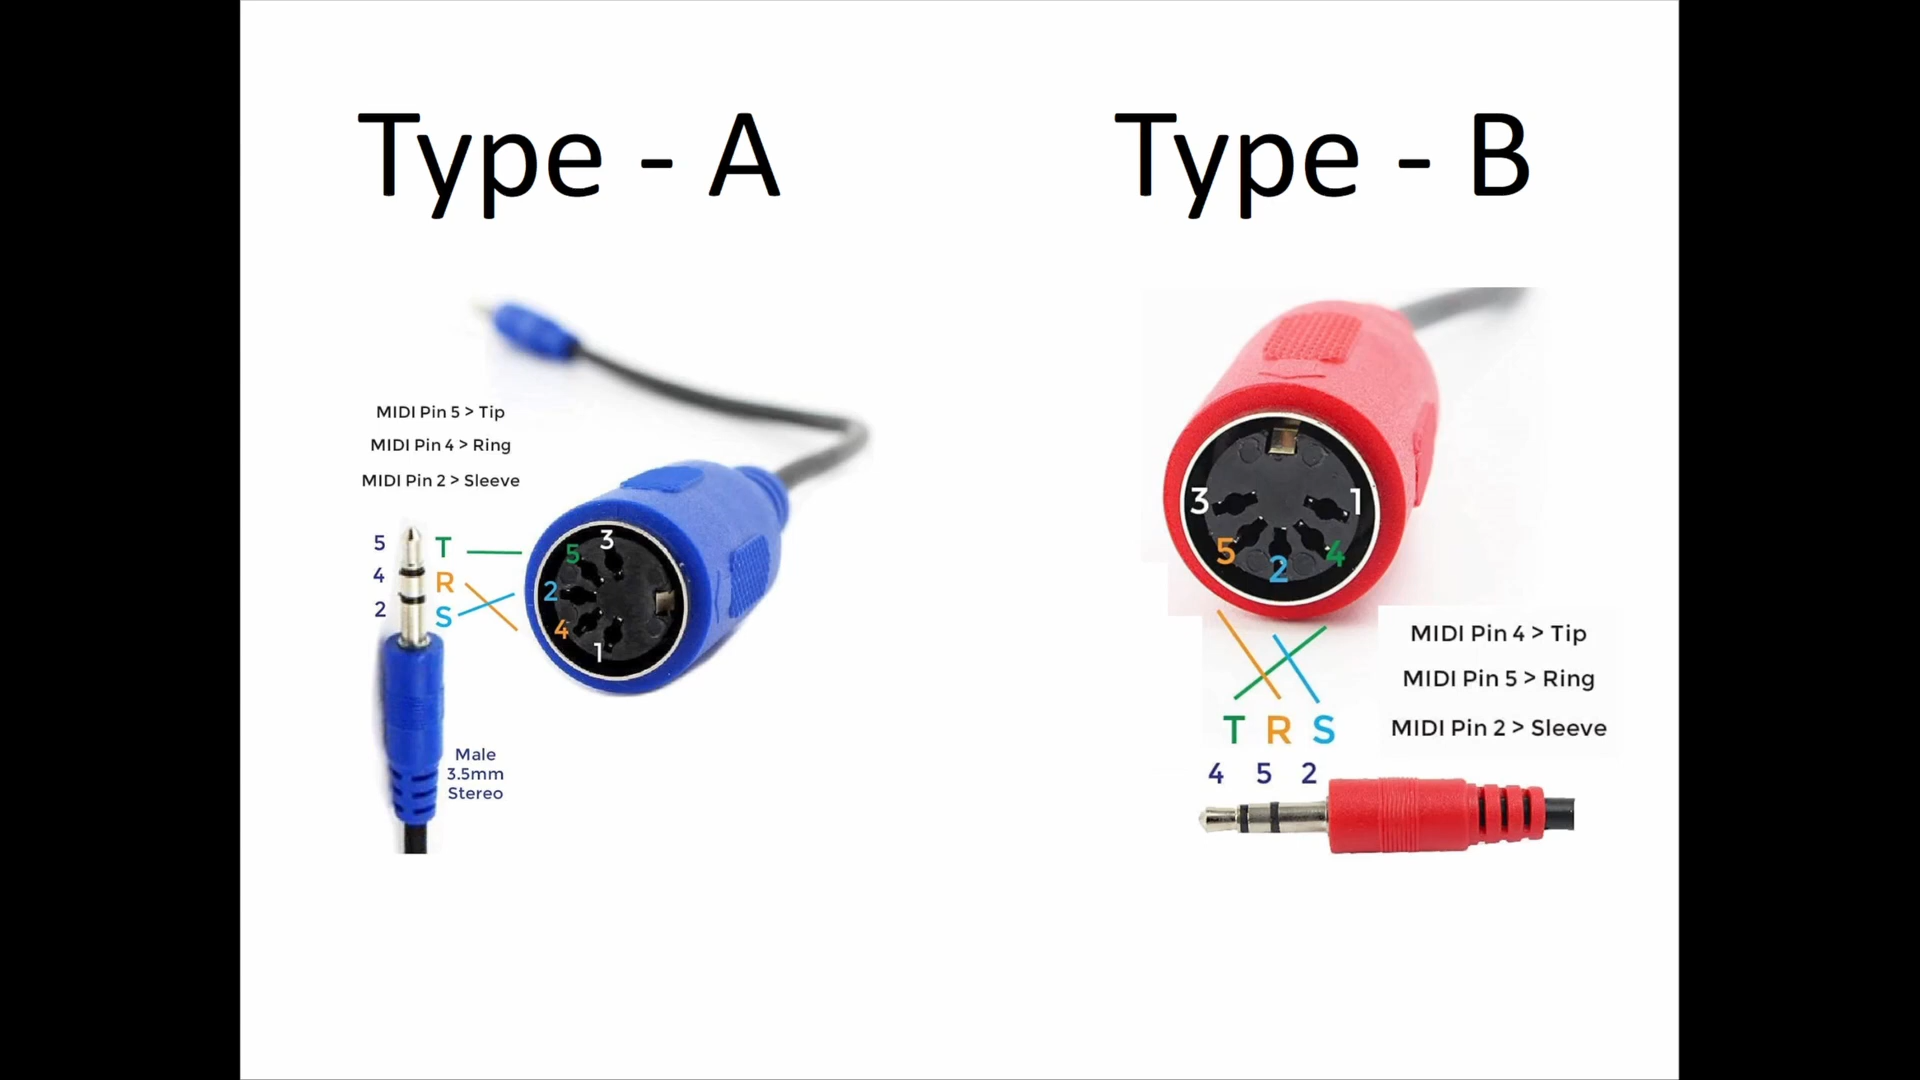 Type - A
MIDI Pin 5 > Tip
MIDI Pin 4 > Ring
MIDI Pin 2 > Sleeve
5 T
4 R
2 S
3
5
2
4
1
Male
3.5mm
Stereo
Type - B
3 1
5 2 4
MIDI Pin 4 > Tip
MIDI Pin 5 > Ring
MIDI Pin 2 > Sleeve
T R S
4 5 2